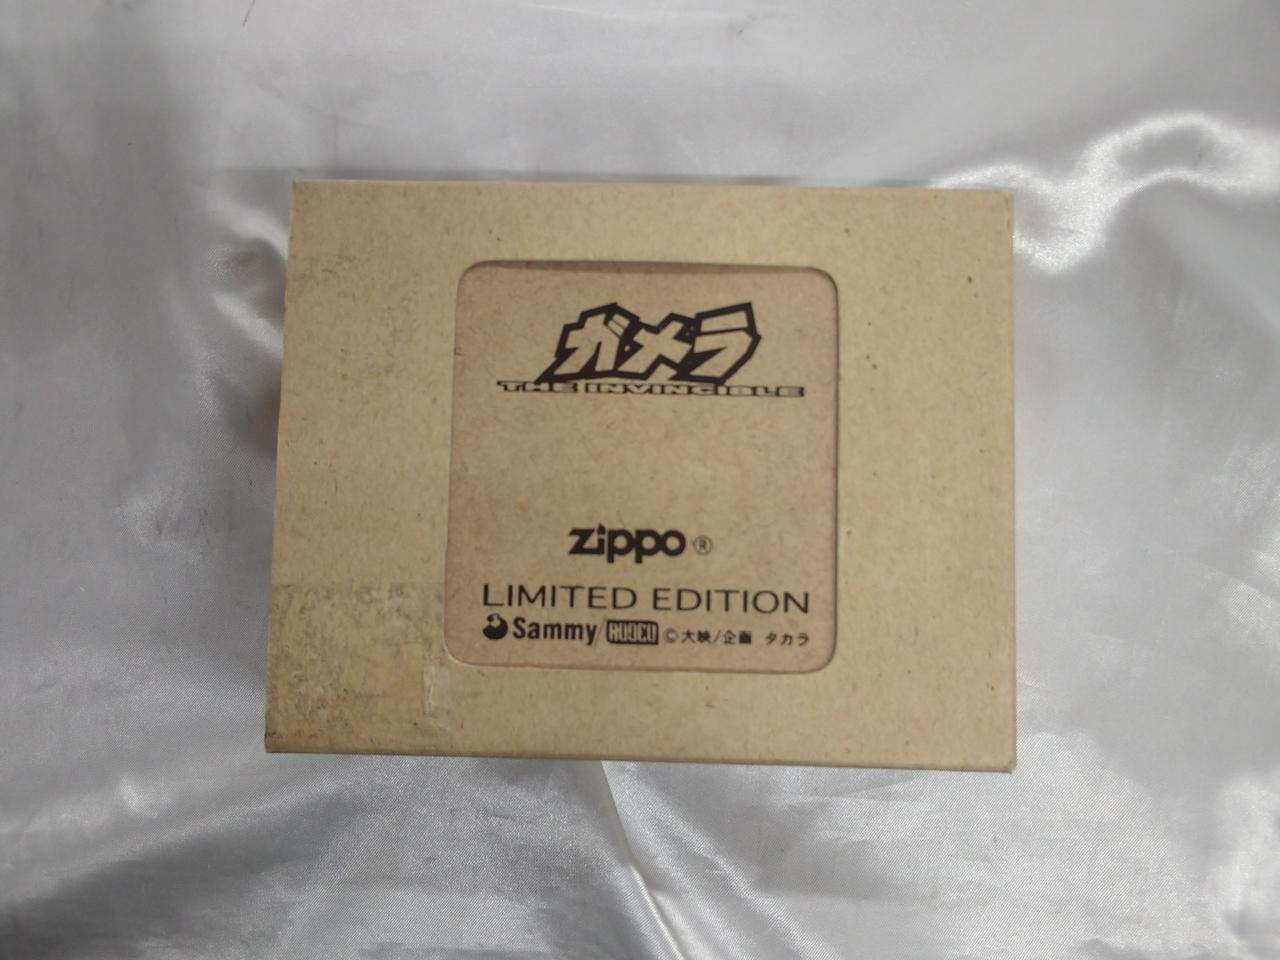 ガメラ
THE INVINCIBLE
zippo®
LIMITED EDITION
Sammy/RODEO ©大映/企画 タカラ